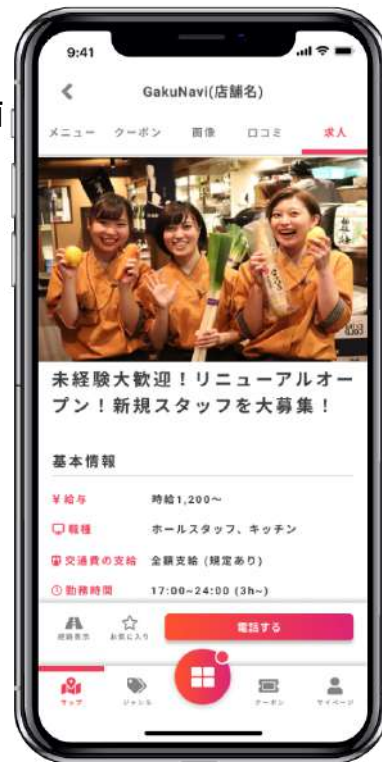 9:41
GakuNavi(店舗名)
メニュー クーポン 画像 口コミ 求人
未経験大歓迎！リニューアルオー
プン！新規スタッフを大募集！
基本情報
¥給与 時給1,200〜
職種 ホールスタッフ、キッチン
交通費の支給 全額支給 (規定あり)
勤務時間 17:00~24:00 (3h~)
経路表示 お気に入り 電話する
マップ ジャンル クーポン マイページ